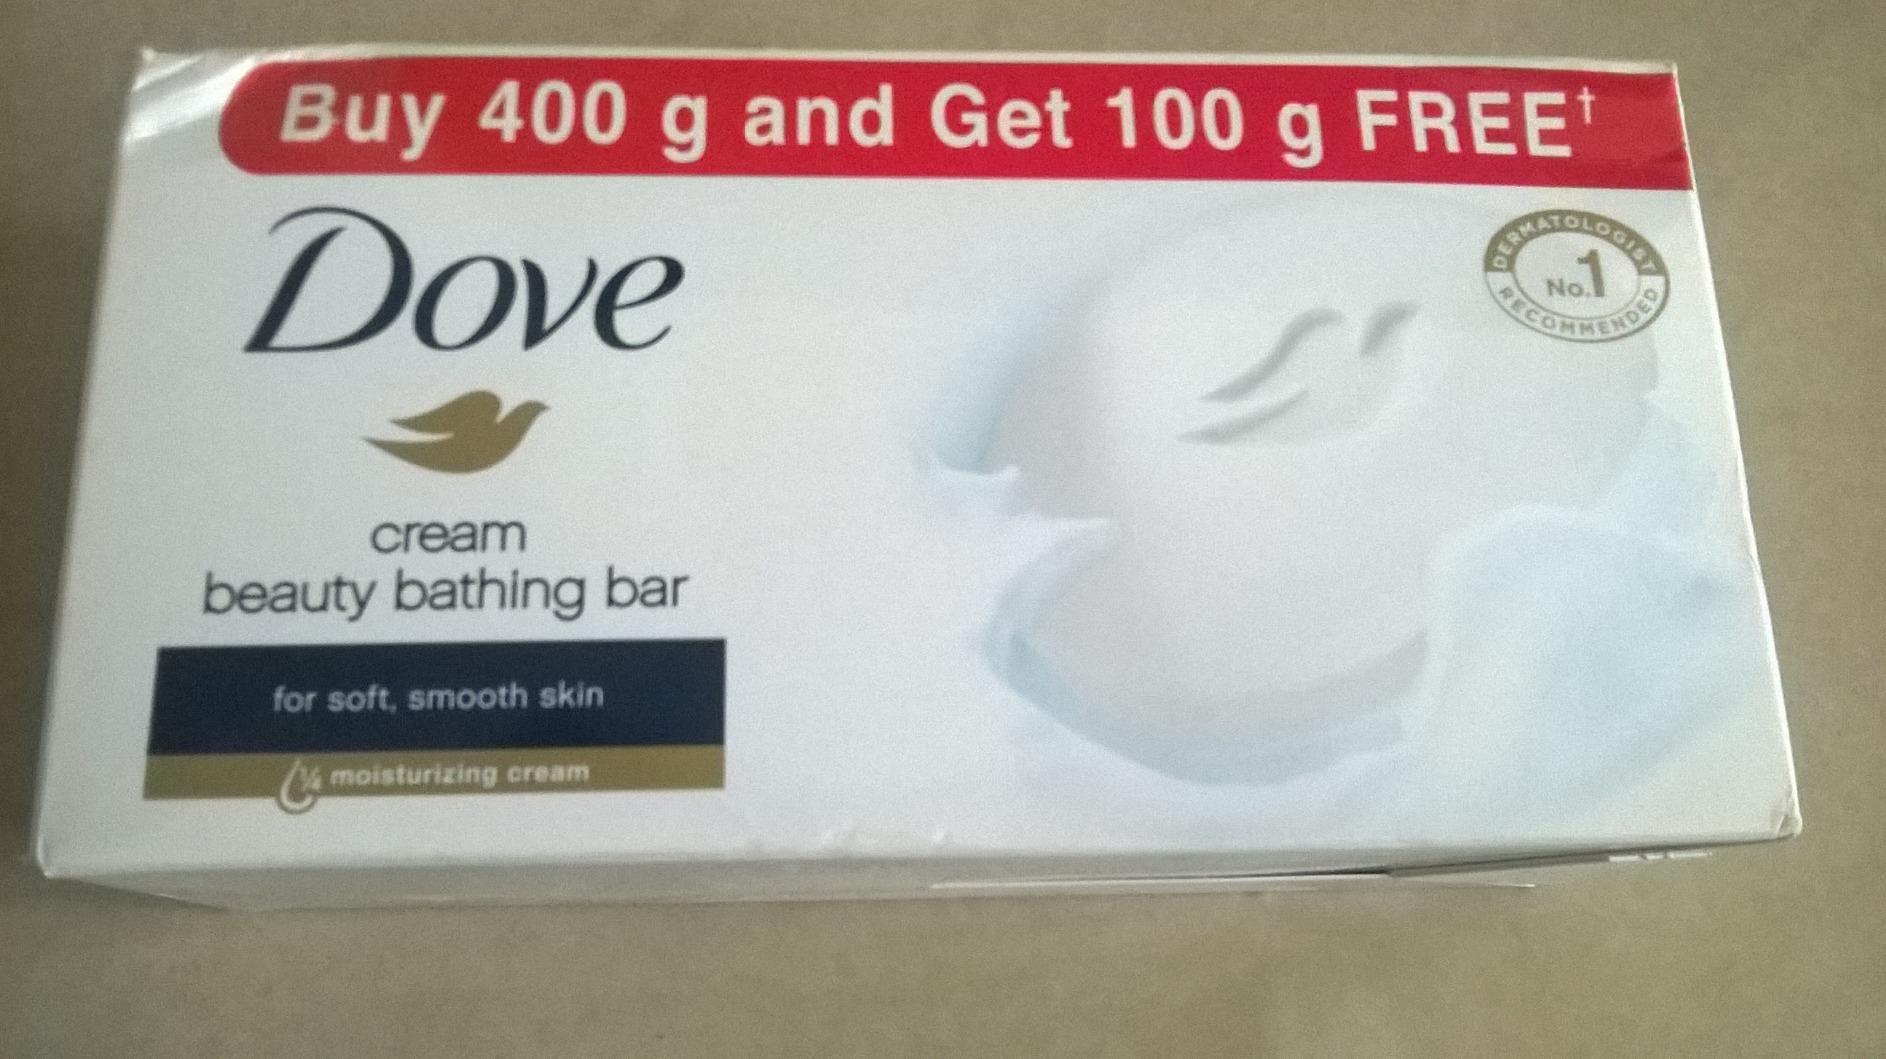 Buy 400 g and Get 100 g FREE†
Dove
DERMATOLOGIST
No.1
RECOMMENDED
cream
beauty bathing bar
for soft, smooth skin
¼ moisturizing cream